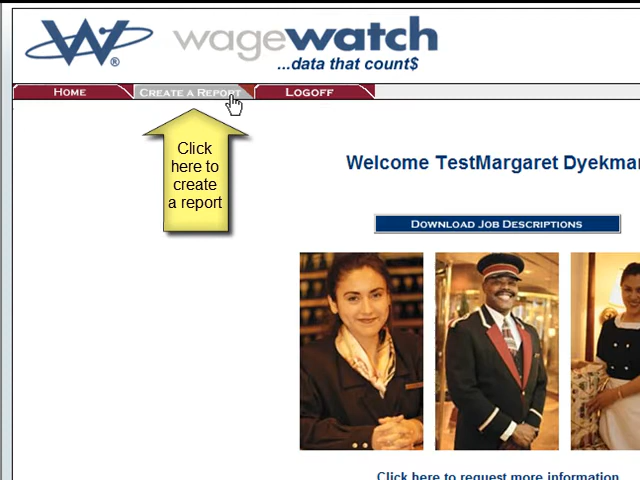 W®
wagewatch
...data that count$
HOME
CREATE A REPORT
LOGOFF
Click
here to
create
a report
Welcome TestMargaret
DOWNLOAD JOB DESCRIPTIONS
Click here to request more information